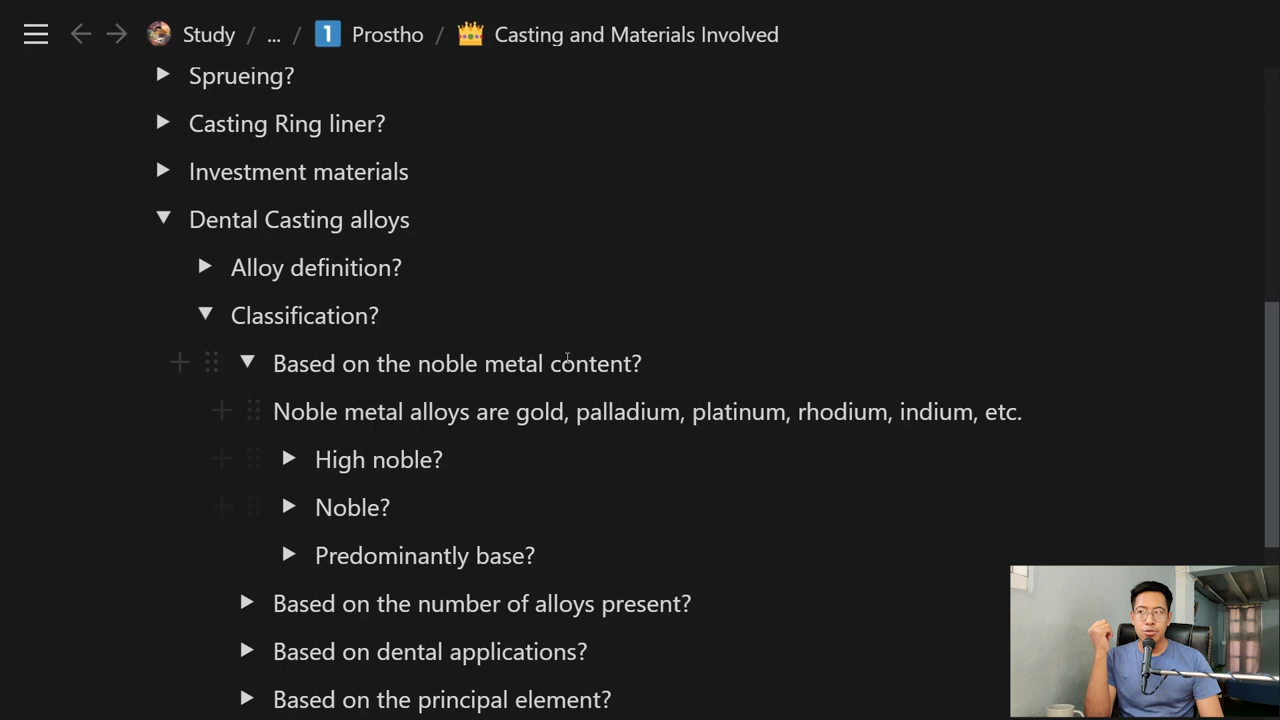 Study / ... / 1 Prostho / Casting and Materials Involved
Sprueing?
Casting Ring liner?
Investment materials
Dental Casting alloys
Alloy definition?
Classification?
Based on the noble metal content?
Noble metal alloys are gold, palladium, platinum, rhodium, indium, etc.
High noble?
Noble?
Predominantly base?
Based on the number of alloys present?
Based on dental applications?
Based on the principal element?